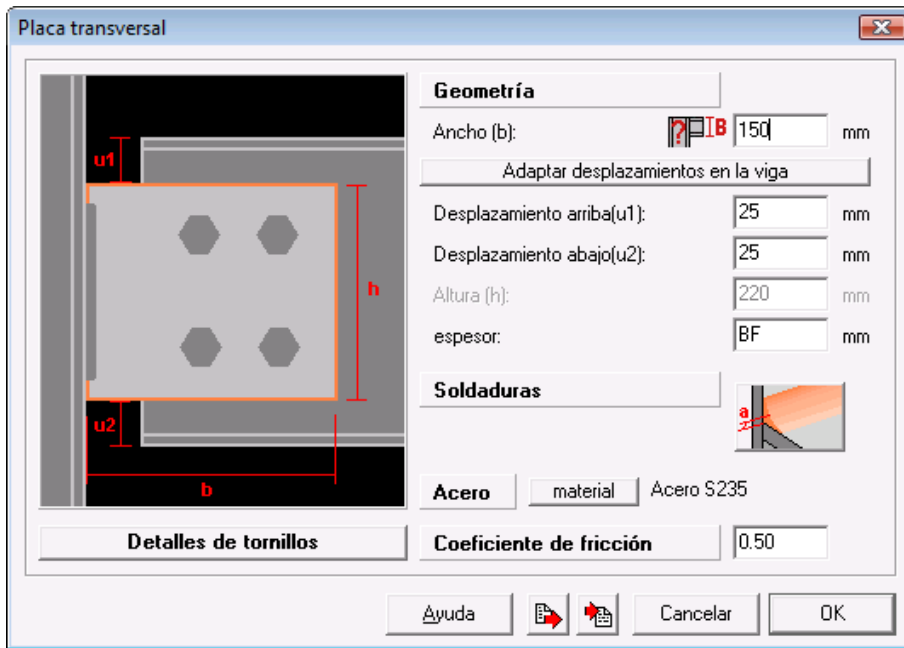 Placa transversal
Geometría
Ancho (b): ? B 150 mm
Adaptar desplazamientos en la viga
u1
Desplazamiento arriba(u1): 25 mm
Desplazamiento abajo(u2): 25 mm
h
Altura (h): 220 mm
espesor: BF mm
Soldaduras
a
u2
b
Acero material Acero S235
Detalles de tornillos
Coeficiente de fricción 0.50
Ayuda Cancelar OK